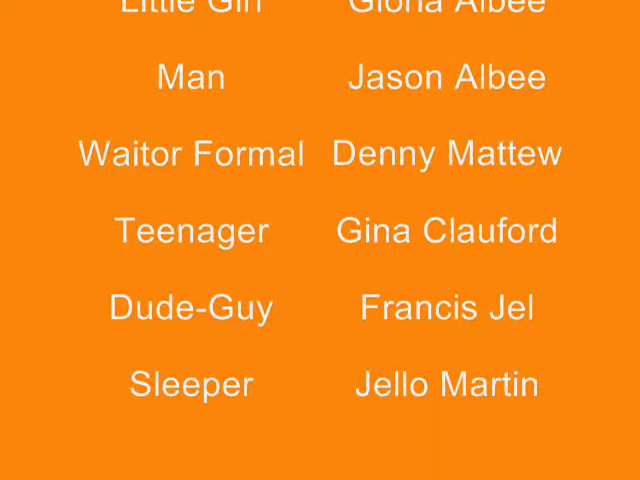 Little Girl Gloria Albee
Man Jason Albee
Waitor Formal Denny Mattew
Teenager Gina Clauford
Dude-Guy Francis Jel
Sleeper Jello Martin